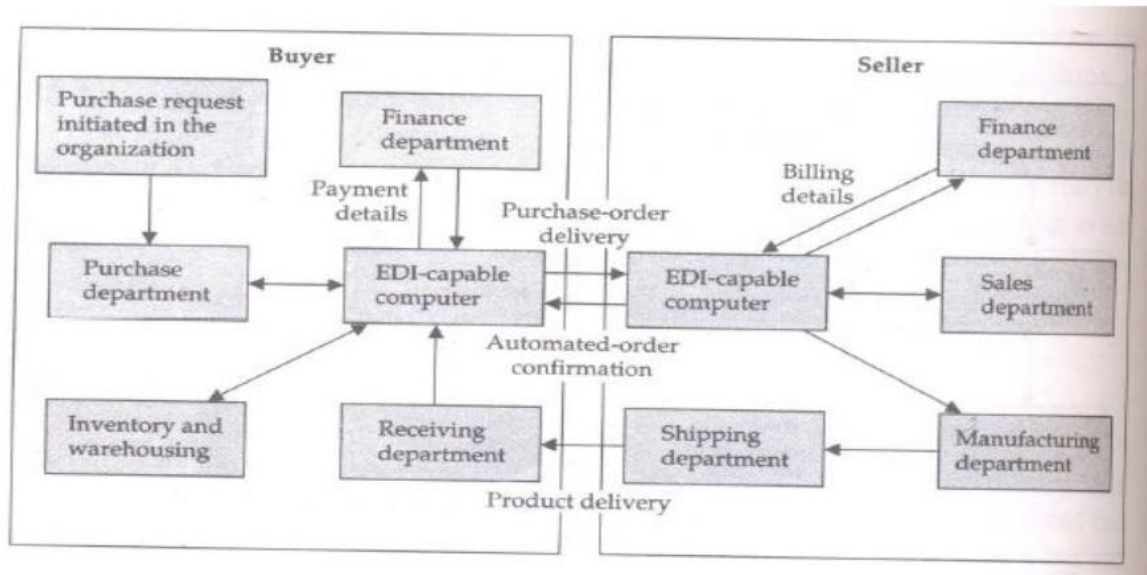 Buyer
Purchase request
initiated in the
organization
Finance
department
Payment
details
Purchase
department
EDI-capable
computer
Inventory and
warehousing
Receiving
department
Purchase-order
delivery
Automated-order
confirmation
Product delivery
Seller
Finance
department
Billing
details
EDI-capable
computer
Sales
department
Shipping
department
Manufacturing
department